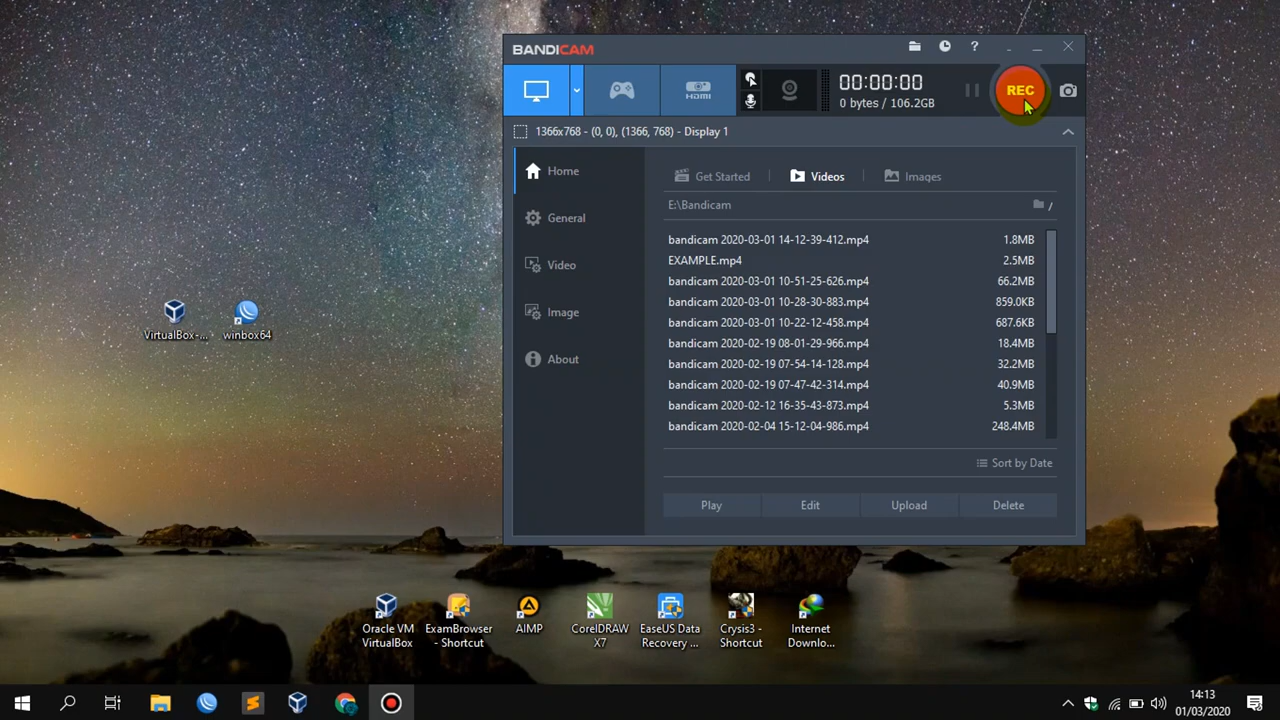 BANDICAM
HDMI
00:00:00
0 bytes / 106.2GB
REC
1366x768 - (0, 0), (1366, 768) - Display 1
Home
General
Video
Image
About
Get Started
Videos
Images
E:\Bandicam
/
bandicam 2020-03-01 14-12-39-412.mp4 1.8MB
EXAMPLE.mp4 2.5MB
bandicam 2020-03-01 10-51-25-626.mp4 66.2MB
bandicam 2020-03-01 10-28-30-883.mp4 859.0KB
bandicam 2020-03-01 10-22-12-458.mp4 687.6KB
bandicam 2020-02-19 08-01-29-966.mp4 18.4MB
bandicam 2020-02-19 07-54-14-128.mp4 32.2MB
bandicam 2020-02-19 07-47-42-314.mp4 40.9MB
bandicam 2020-02-12 16-35-43-873.mp4 5.3MB
bandicam 2020-02-04 15-12-04-986.mp4 248.4MB
Sort by Date
Play
Edit
Upload
Delete
VirtualBox-...
winbox64
Oracle VM
VirtualBox
ExamBrowser
- Shortcut
AIMP
CorelDRAW
X7
EaseUS Data
Recovery ...
Crysis3 -
Shortcut
Internet
Downlo...
14:13
01/03/2020